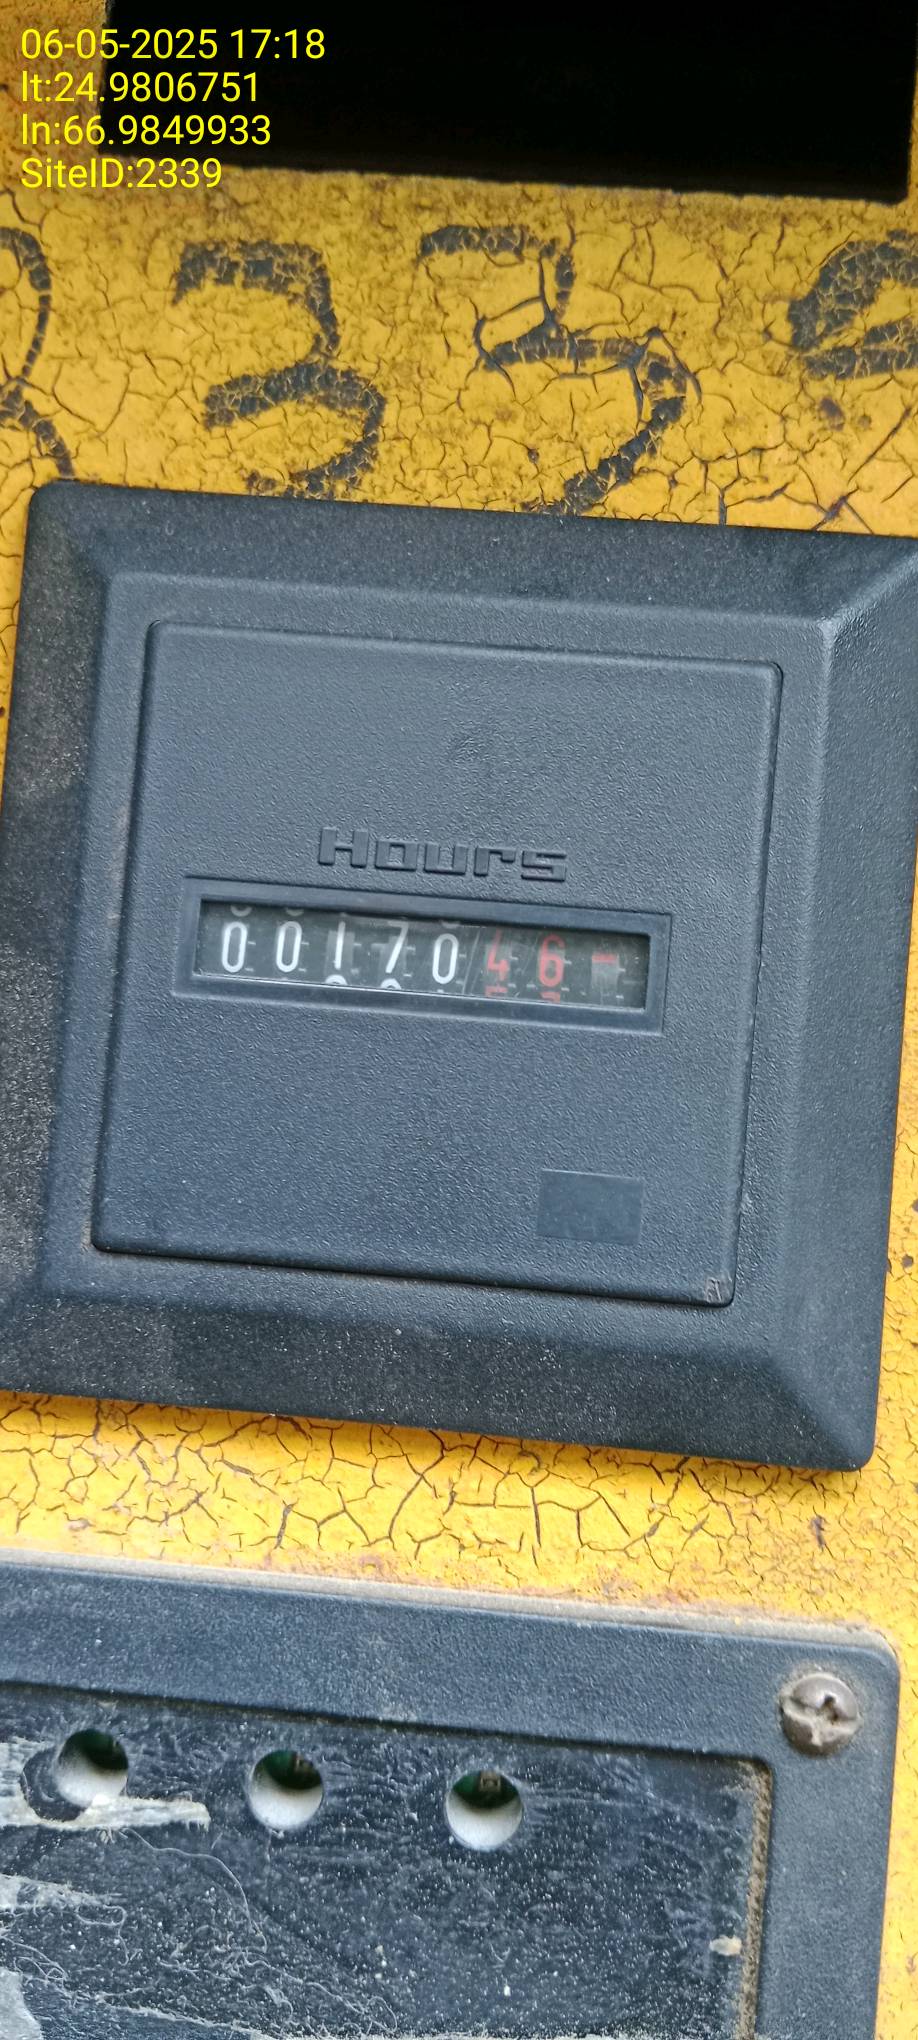 06-05-2025 17:18
lt:24.9806751
ln:66.9849933
SiteID:2339
Hours
0017046